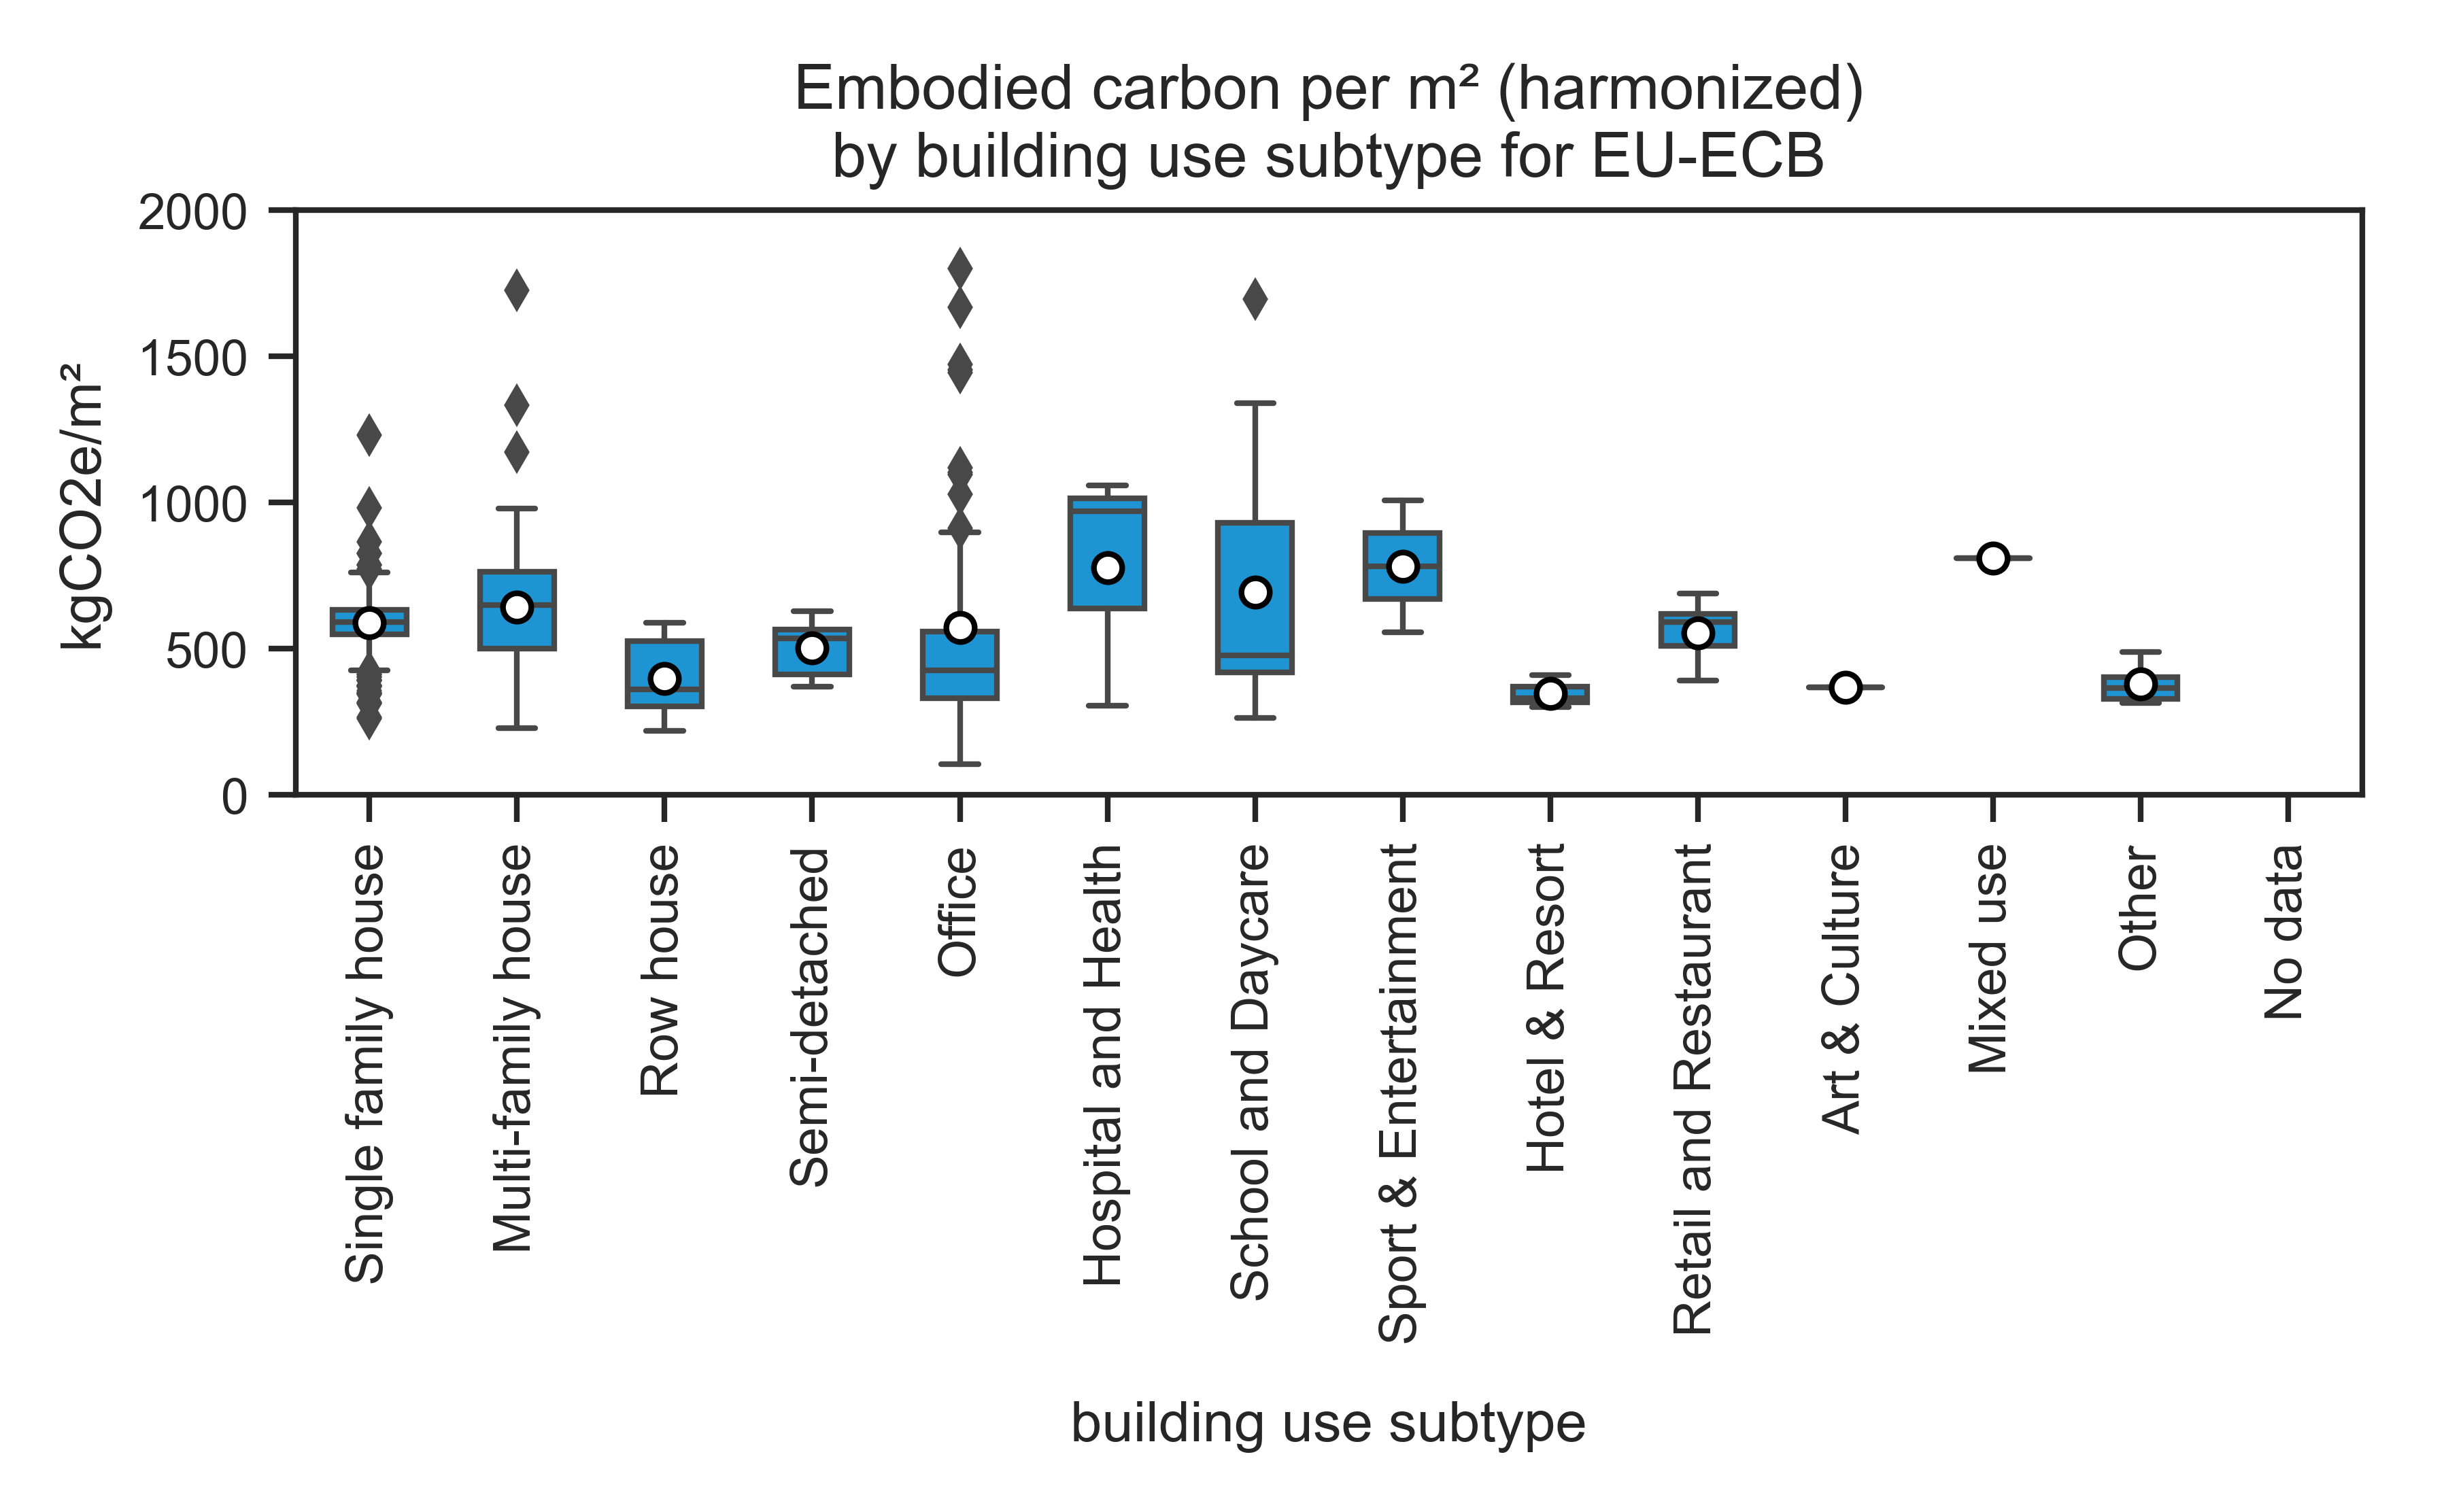 Embodied carbon per m² (harmonized)
by building use subtype for EU-ECB
kgCO2e/m²
2000
1500
1000
500
0
Single family house
Multi-family house
Row house
Semi-detached
Office
Hospital and Health
School and Daycare
Sport & Entertainment
Hotel & Resort
Retail and Restaurant
Art & Culture
Mixed use
Other
No data
building use subtype